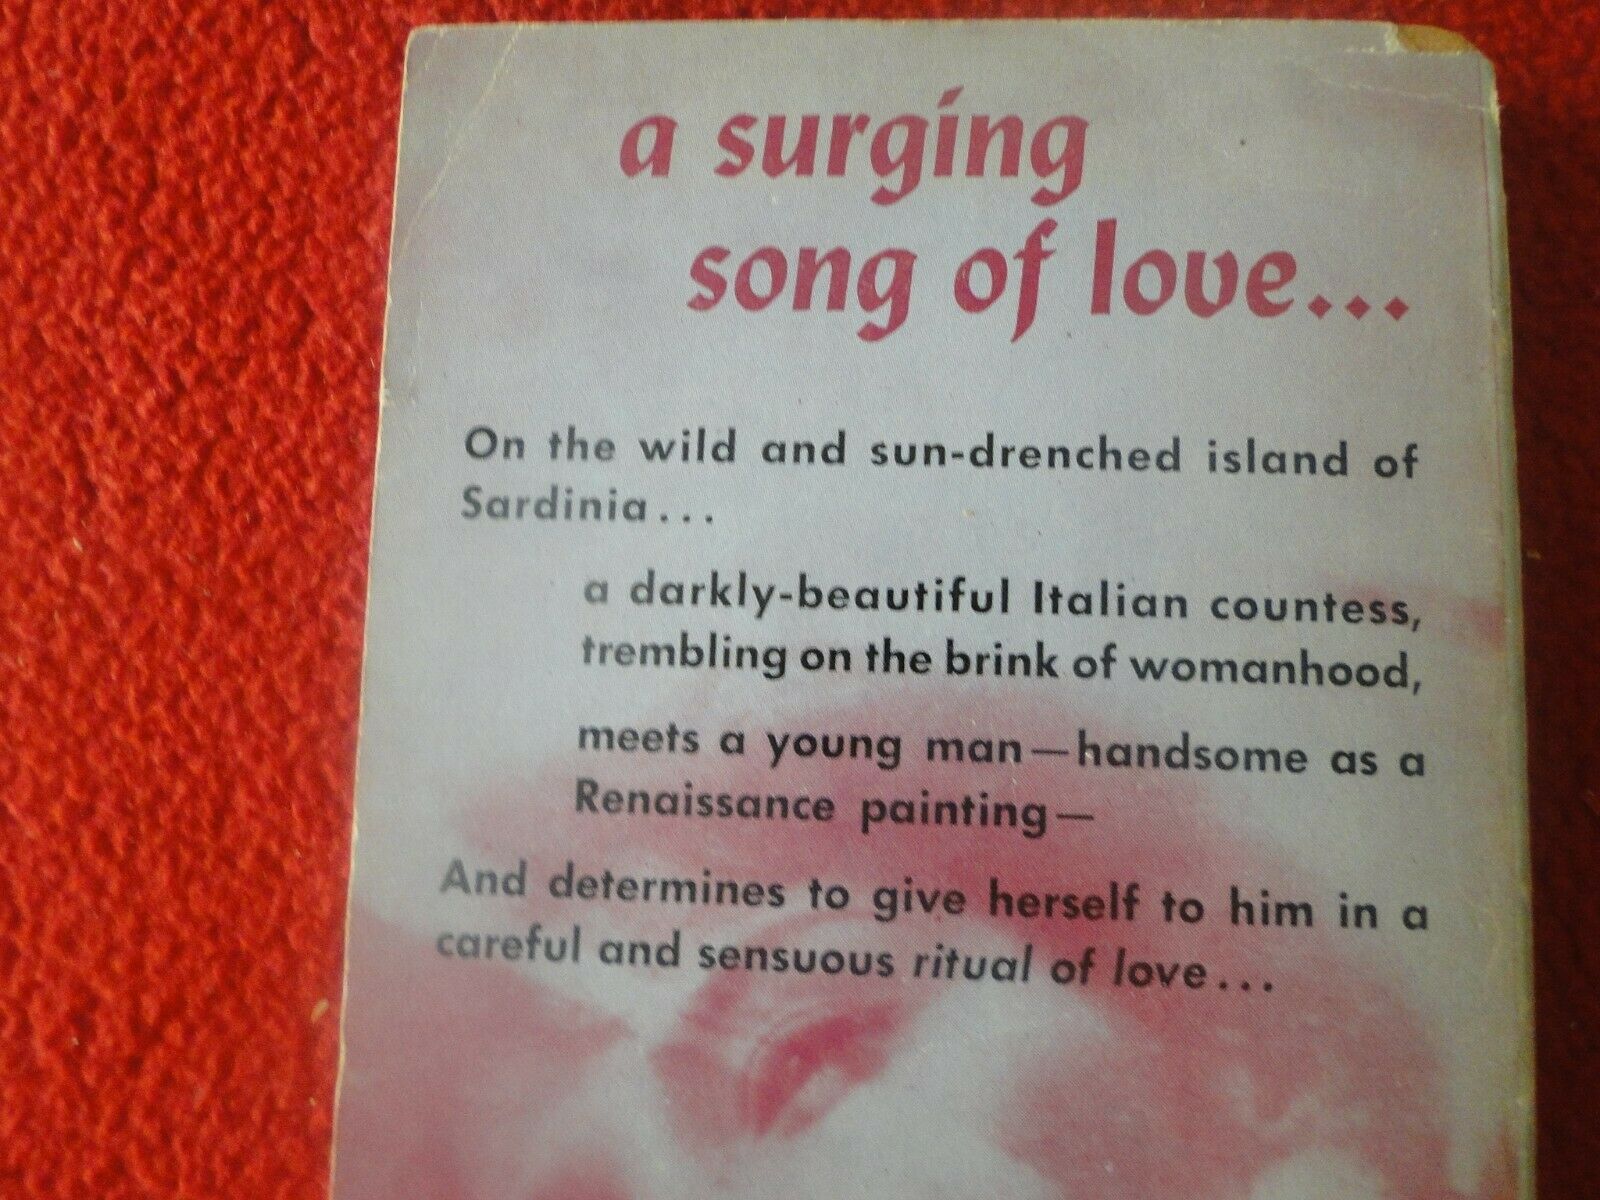 a surging
song of love...
On the wild and sun-drenched island of
Sardinia...
a darkly-beautiful Italian countess,
trembling on the brink of womanhood,
meets a young man—handsome as a
Renaissance painting—
And determines to give herself to him in a
careful and sensuous ritual of love...